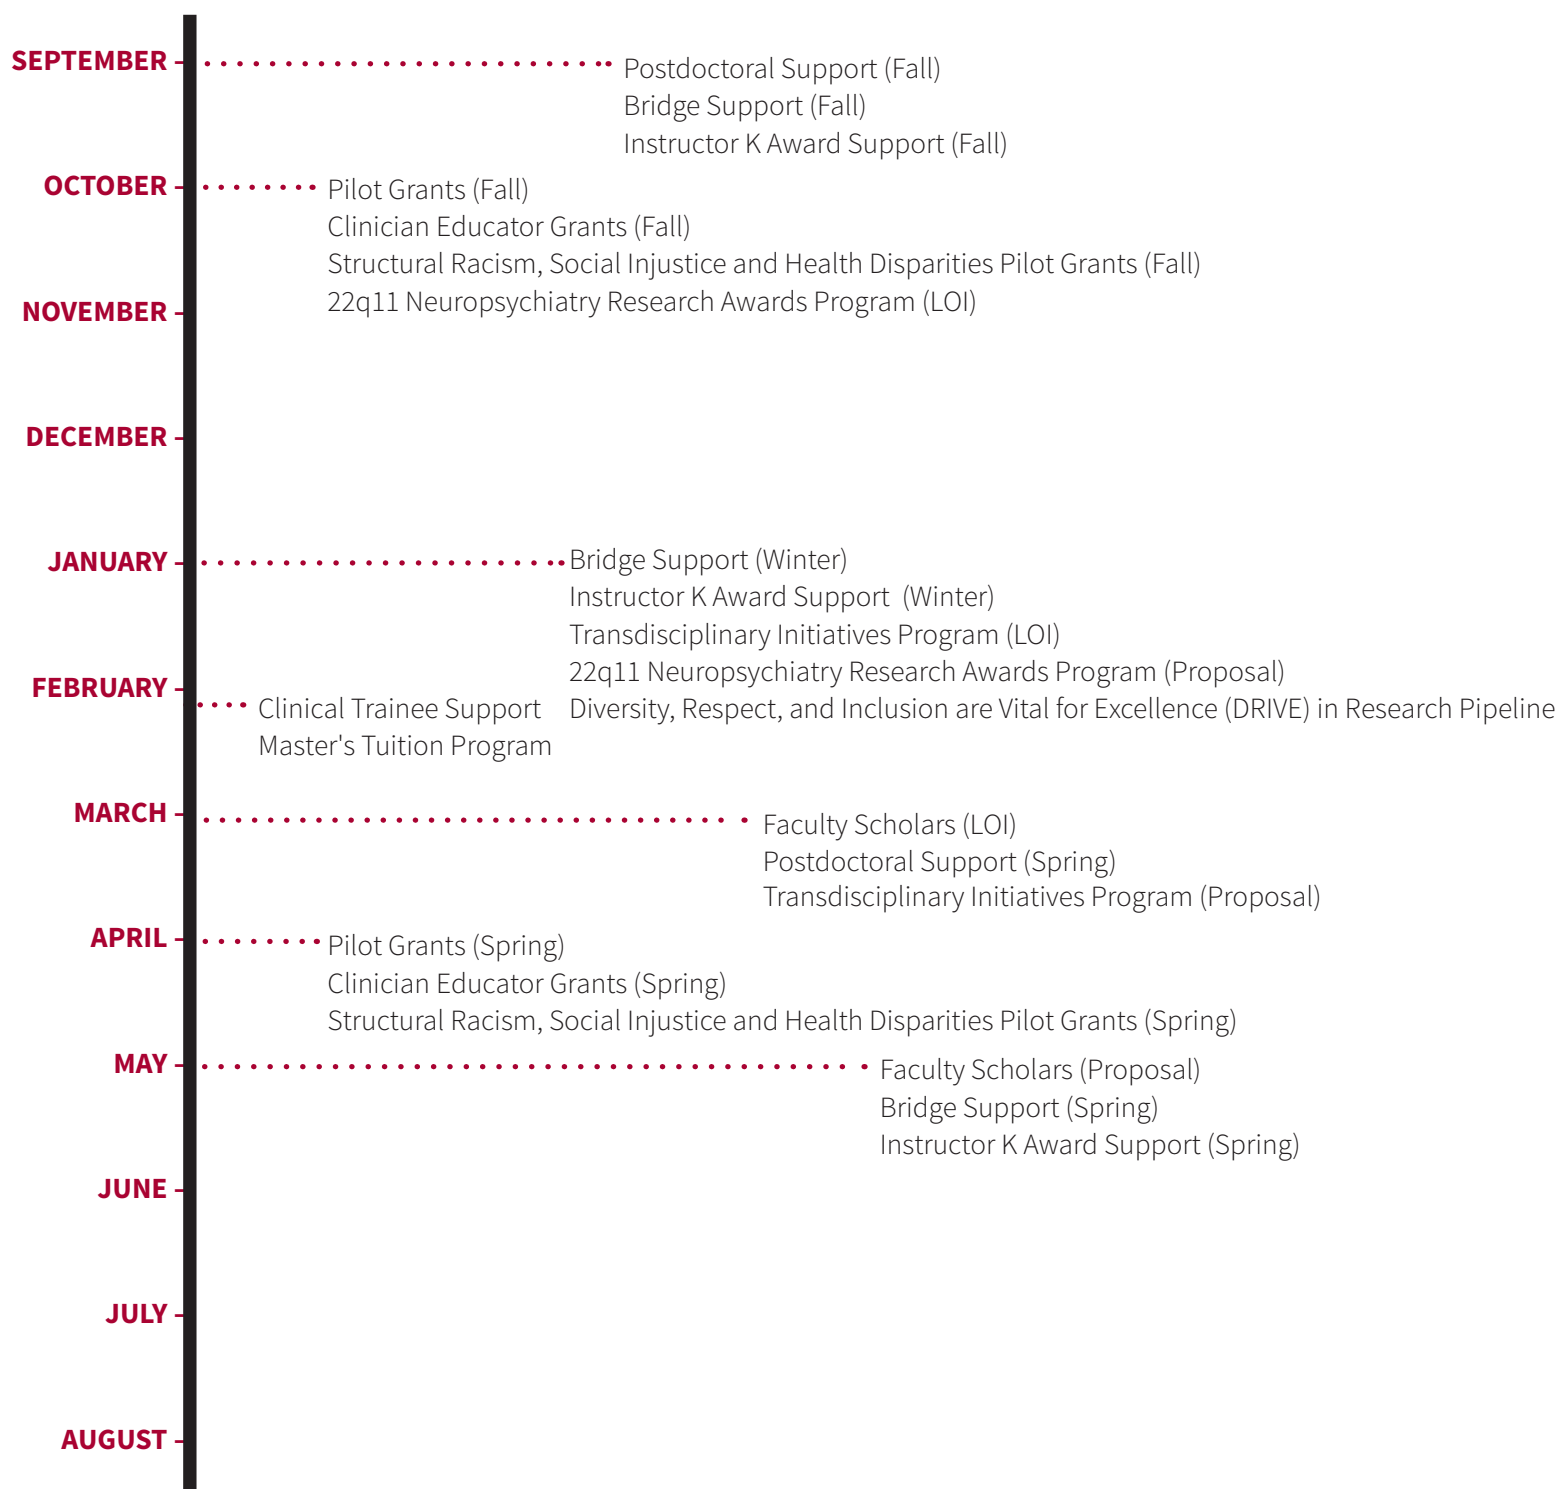 SEPTEMBER
Postdoctoral Support (Fall)
Bridge Support (Fall)
Instructor K Award Support (Fall)
OCTOBER
Pilot Grants (Fall)
Clinician Educator Grants (Fall)
Structural Racism, Social Injustice and Health Disparities Pilot Grants (Fall)
22q11 Neuropsychiatry Research Awards Program (LOI)
NOVEMBER
DECEMBER
JANUARY
Bridge Support (Winter)
Instructor K Award Support (Winter)
Transdisciplinary Initiatives Program (LOI)
22q11 Neuropsychiatry Research Awards Program (Proposal)
Diversity, Respect, and Inclusion are Vital for Excellence (DRIVE) in Research Pipeline
FEBRUARY
Clinical Trainee Support
Master's Tuition Program
MARCH
Faculty Scholars (LOI)
Postdoctoral Support (Spring)
Transdisciplinary Initiatives Program (Proposal)
APRIL
Pilot Grants (Spring)
Clinician Educator Grants (Spring)
Structural Racism, Social Injustice and Health Disparities Pilot Grants (Spring)
MAY
Faculty Scholars (Proposal)
Bridge Support (Spring)
Instructor K Award Support (Spring)
JUNE
JULY
AUGUST